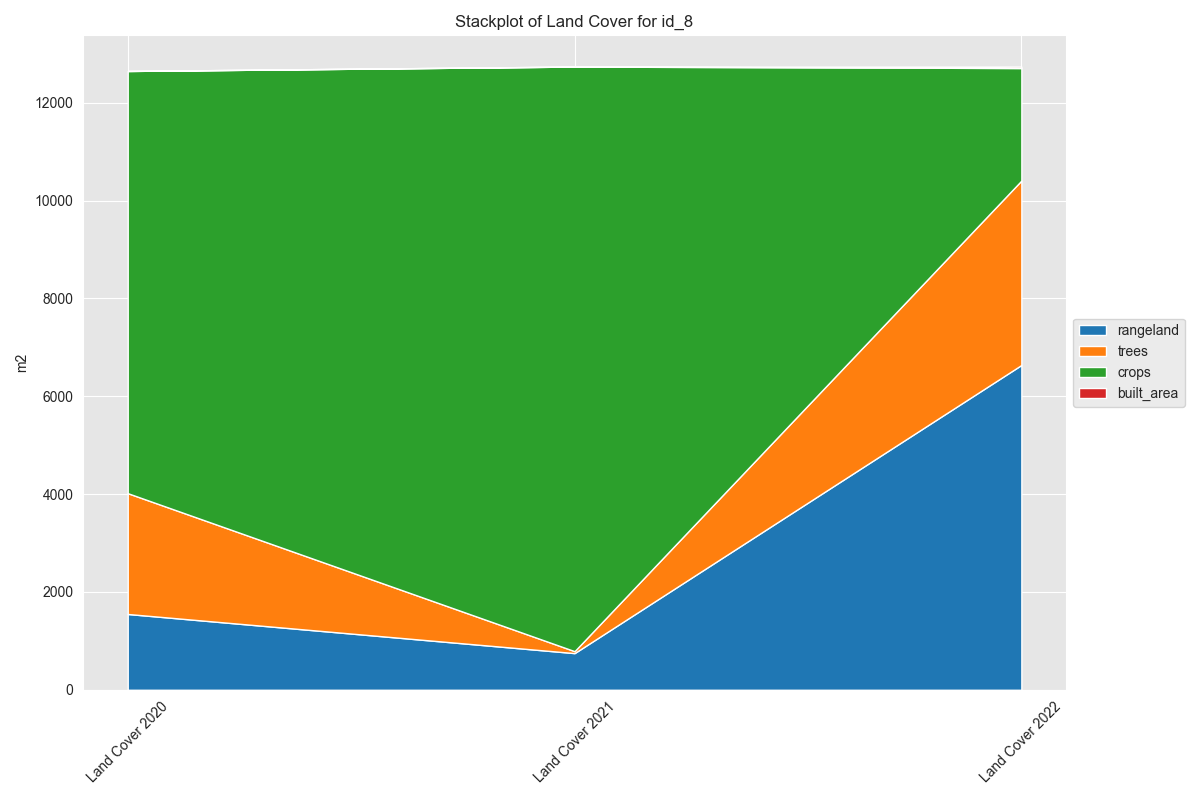 Stackplot of Land Cover for id_8
12000
10000
8000
6000
4000
2000
0
m2
Land Cover 2020
Land Cover 2021
Land Cover 2022
rangeland
trees
crops
built_area